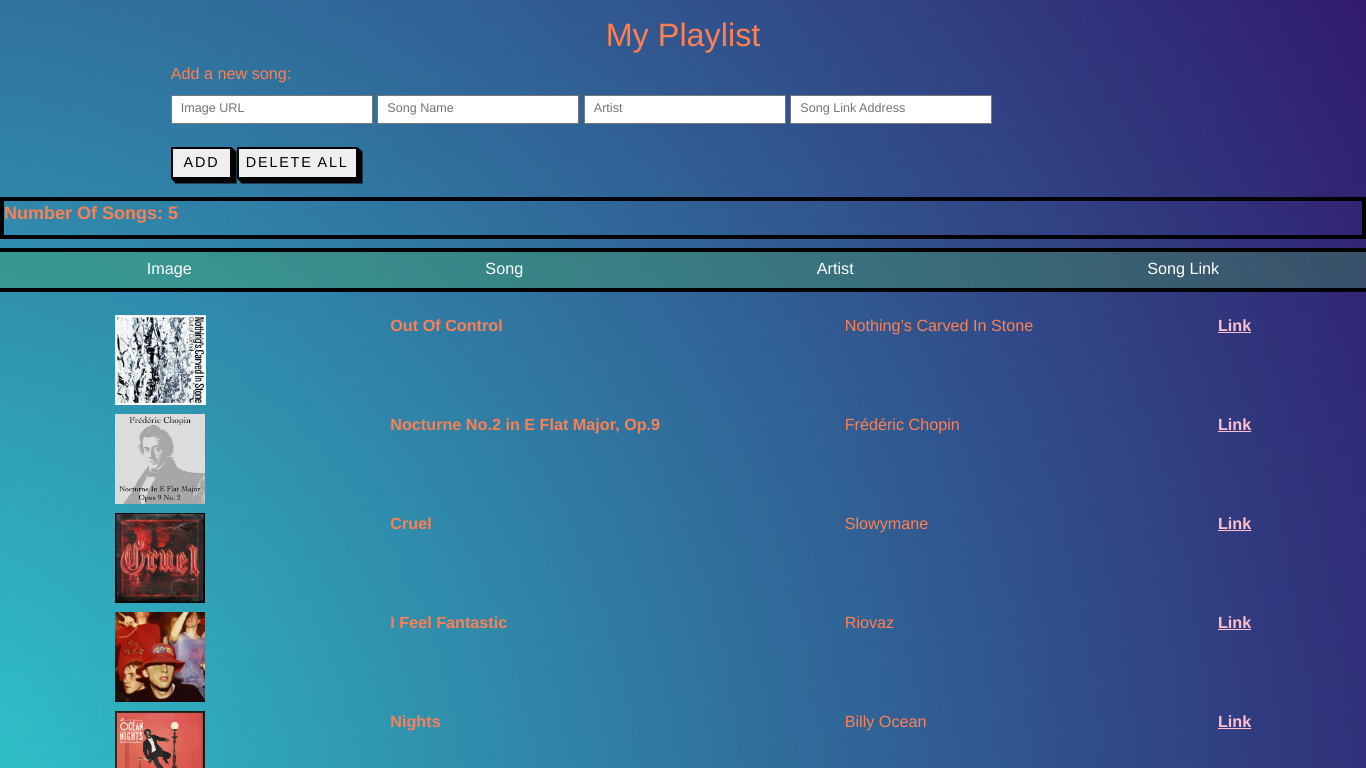 My Playlist
Add a new song:
Image URL Song Name Artist Song Link Address
ADD DELETE ALL
Number Of Songs: 5
Image Song Artist Song Link
Nothing's Carved In Stone
Out Of Control Nothing's Carved In Stone Link
Frédéric Chopin
Nocturne In E Flat Major
Opus 9 No. 2
Nocturne No.2 in E Flat Major, Op.9 Frédéric Chopin Link
Cruel
Cruel Slowymane Link
I Feel Fantastic Riovaz Link
OCEAN
NIGHTS
Nights Billy Ocean Link